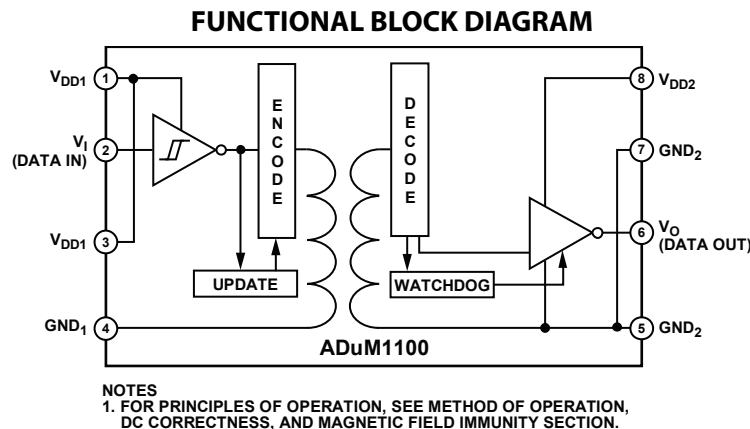 FUNCTIONAL BLOCK DIAGRAM
VDD1 1
VI 2
(DATA IN)
VDD1 3
GND1 4
ENCODE
DECODE
UPDATE
WATCHDOG
8 VDD2
7 GND2
6 VO
(DATA OUT)
5 GND2
ADuM1100
NOTES
1. FOR PRINCIPLES OF OPERATION, SEE METHOD OF OPERATION,
DC CORRECTNESS, AND MAGNETIC FIELD IMMUNITY SECTION.